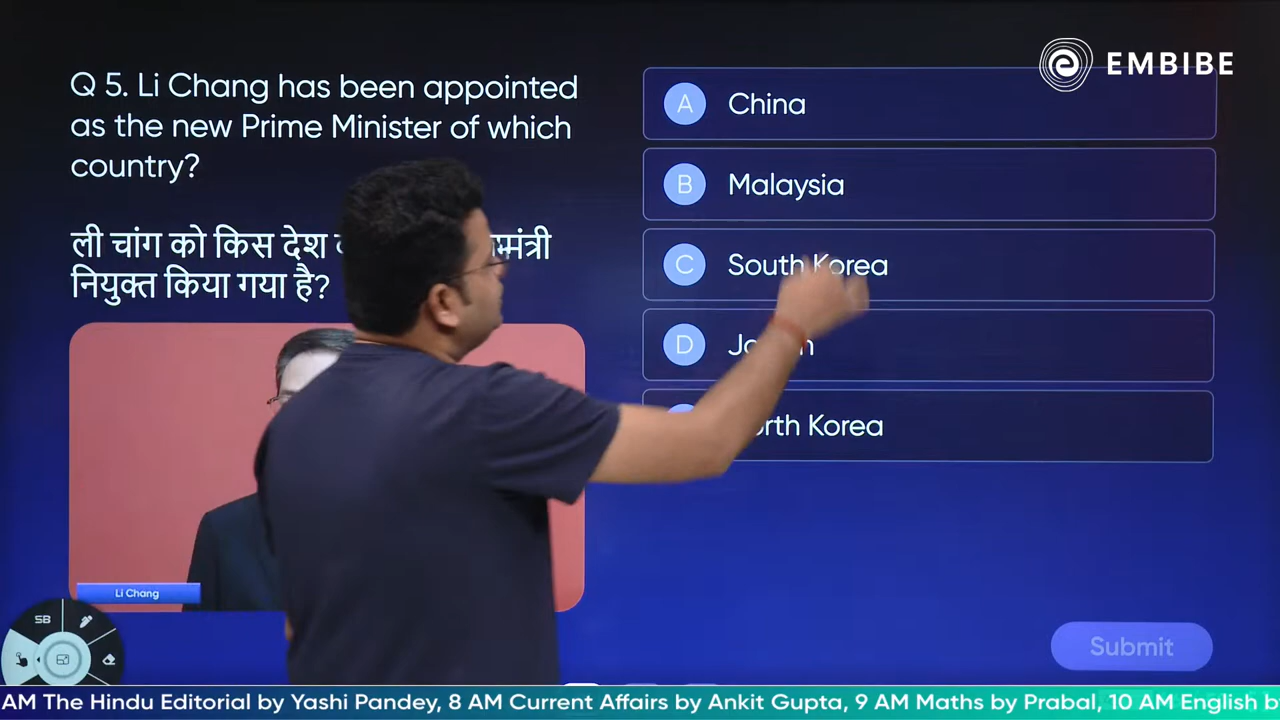 EMBIBE
Q 5. Li Chang has been appointed
as the new Prime Minister of which
country?
ली चांग को किस देश
नियुक्त किया गया है?
A China
B Malaysia
C South Korea
D
Korea
Li Chang
SB
Submit
AM The Hindu Editorial by Yashi Pandey, 8 AM Current Affairs by Ankit Gupta, 9 AM Maths by Prabal, 10 AM English b